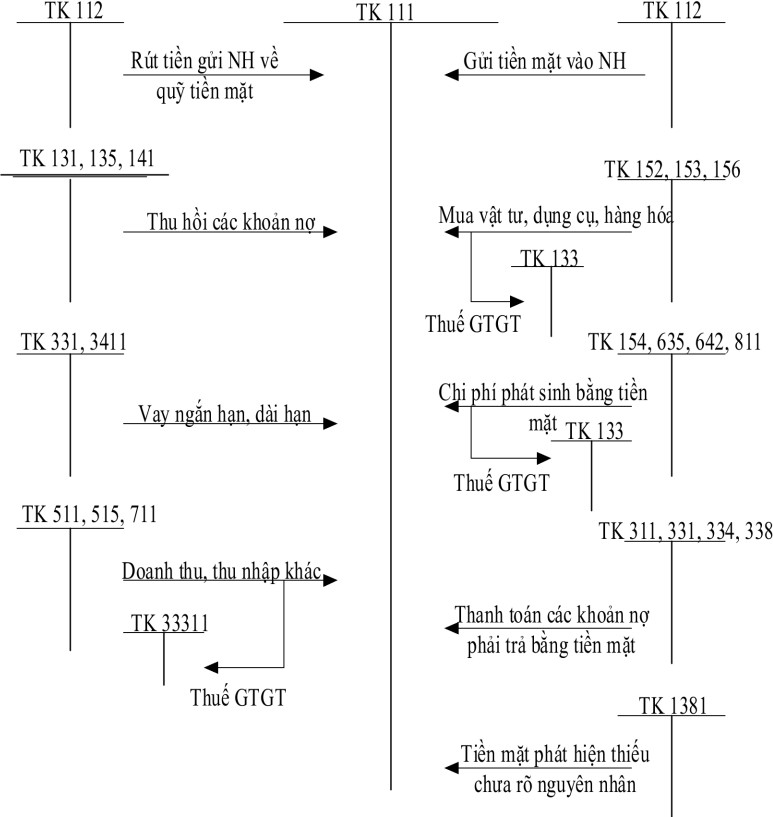 TK 112
TK 111
TK 112
Rút tiền gửi NH về
quỹ tiền mặt
Gửi tiền mặt vào NH
TK 131, 135, 141
TK 152, 153, 156
Thu hồi các khoản nợ
Mua vật tư, dụng cụ, hàng hóa
TK 133
Thuế GTGT
TK 331, 3411
TK 154, 635, 642, 811
Vay ngắn hạn, dài hạn
Chi phí phát sinh bằng tiền
mặt
TK 133
Thuế GTGT
TK 511, 515, 711
TK 311, 331, 334, 338
Doanh thu, thu nhập khác
TK 33311
Thuế GTGT
Thanh toán các khoản nợ
phải trả bằng tiền mặt
TK 1381
Tiền mặt phát hiện thiếu
chưa rõ nguyên nhân